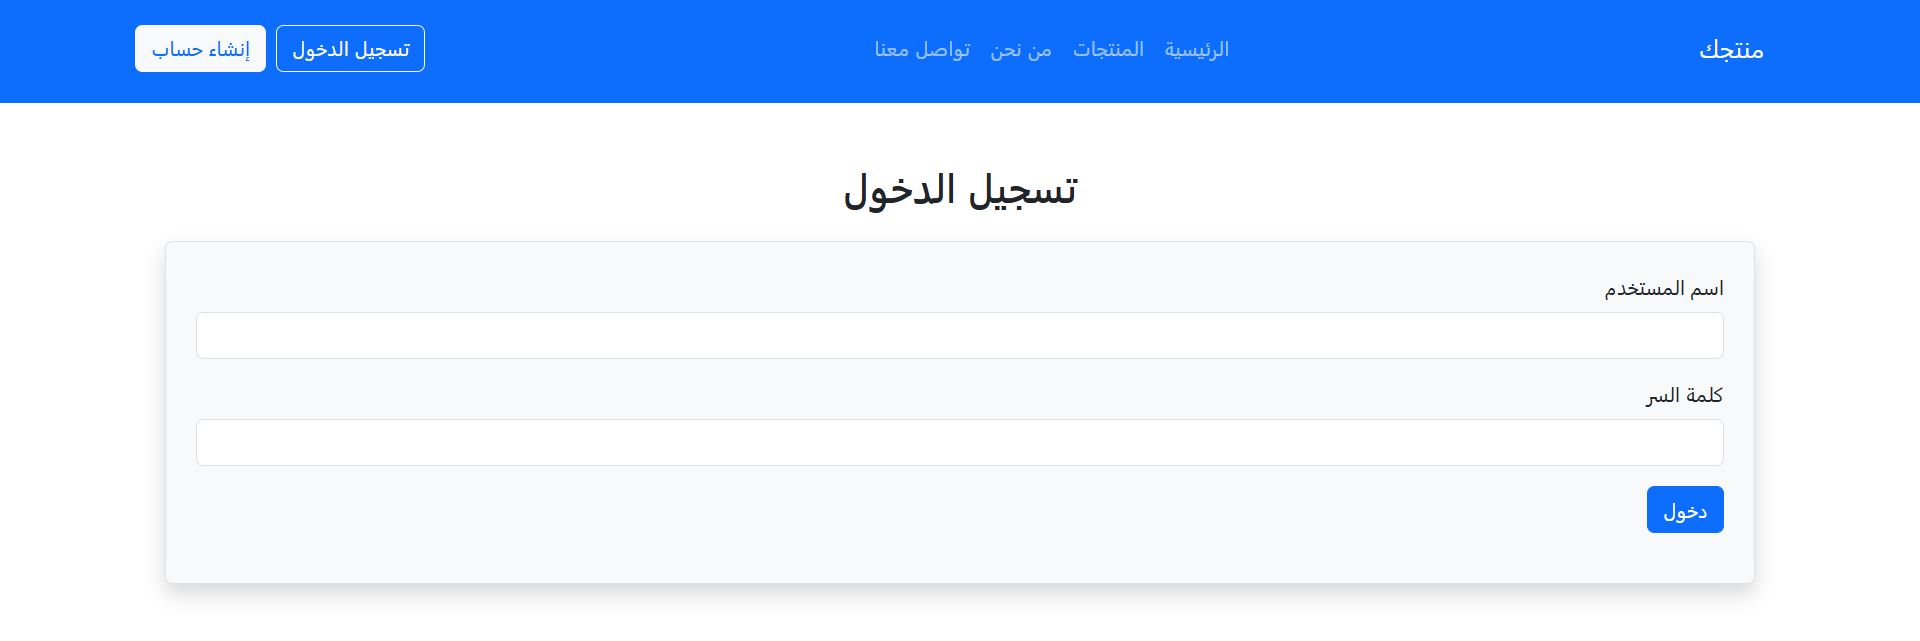 منتجك
الرئيسية المنتجات من نحن تواصل معنا
تسجيل الدخول إنشاء حساب
تسجيل الدخول
اسم المستخدم
كلمة السر
دخول